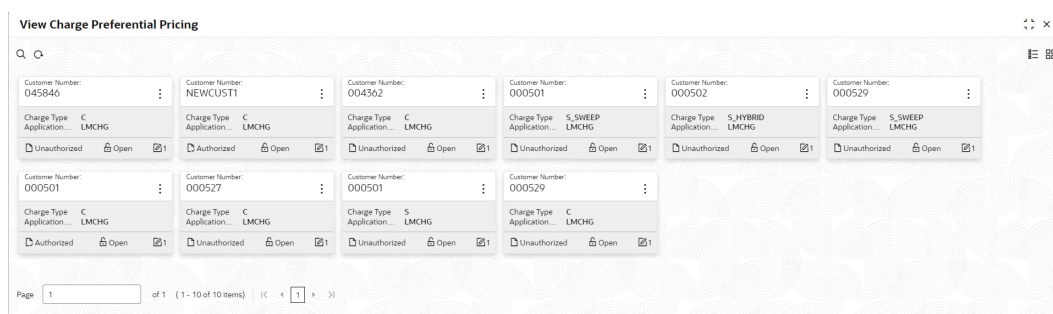 View Charge Preferential Pricing
Customer Number: Customer Number: Customer Number: Customer Number: Customer Number: Customer Number:
045846 NEWCUST1 004362 000501 000502 000529
Charge Type C Charge Type C Charge Type C Charge Type S_SWEEP Charge Type S_HYBRID Charge Type S_SWEEP
Application... LMCHG Application... LMCHG Application... LMCHG Application... LMCHG Application... LMCHG Application... LMCHG
Unauthorized Open 1 Authorized Open 1 Unauthorized Open 1 Unauthorized Open 1 Unauthorized Open 1 Unauthorized Open 1
Customer Number: Customer Number: Customer Number: Customer Number:
000501 000527 000501 000529
Charge Type C Charge Type C Charge Type S Charge Type C
Application... LMCHG Application... LMCHG Application... LMCHG Application... LMCHG
Authorized Open 1 Unauthorized Open 1 Unauthorized Open 1 Unauthorized Open 1
Page 1 of 1 ( 1 - 10 of 10 items) 1